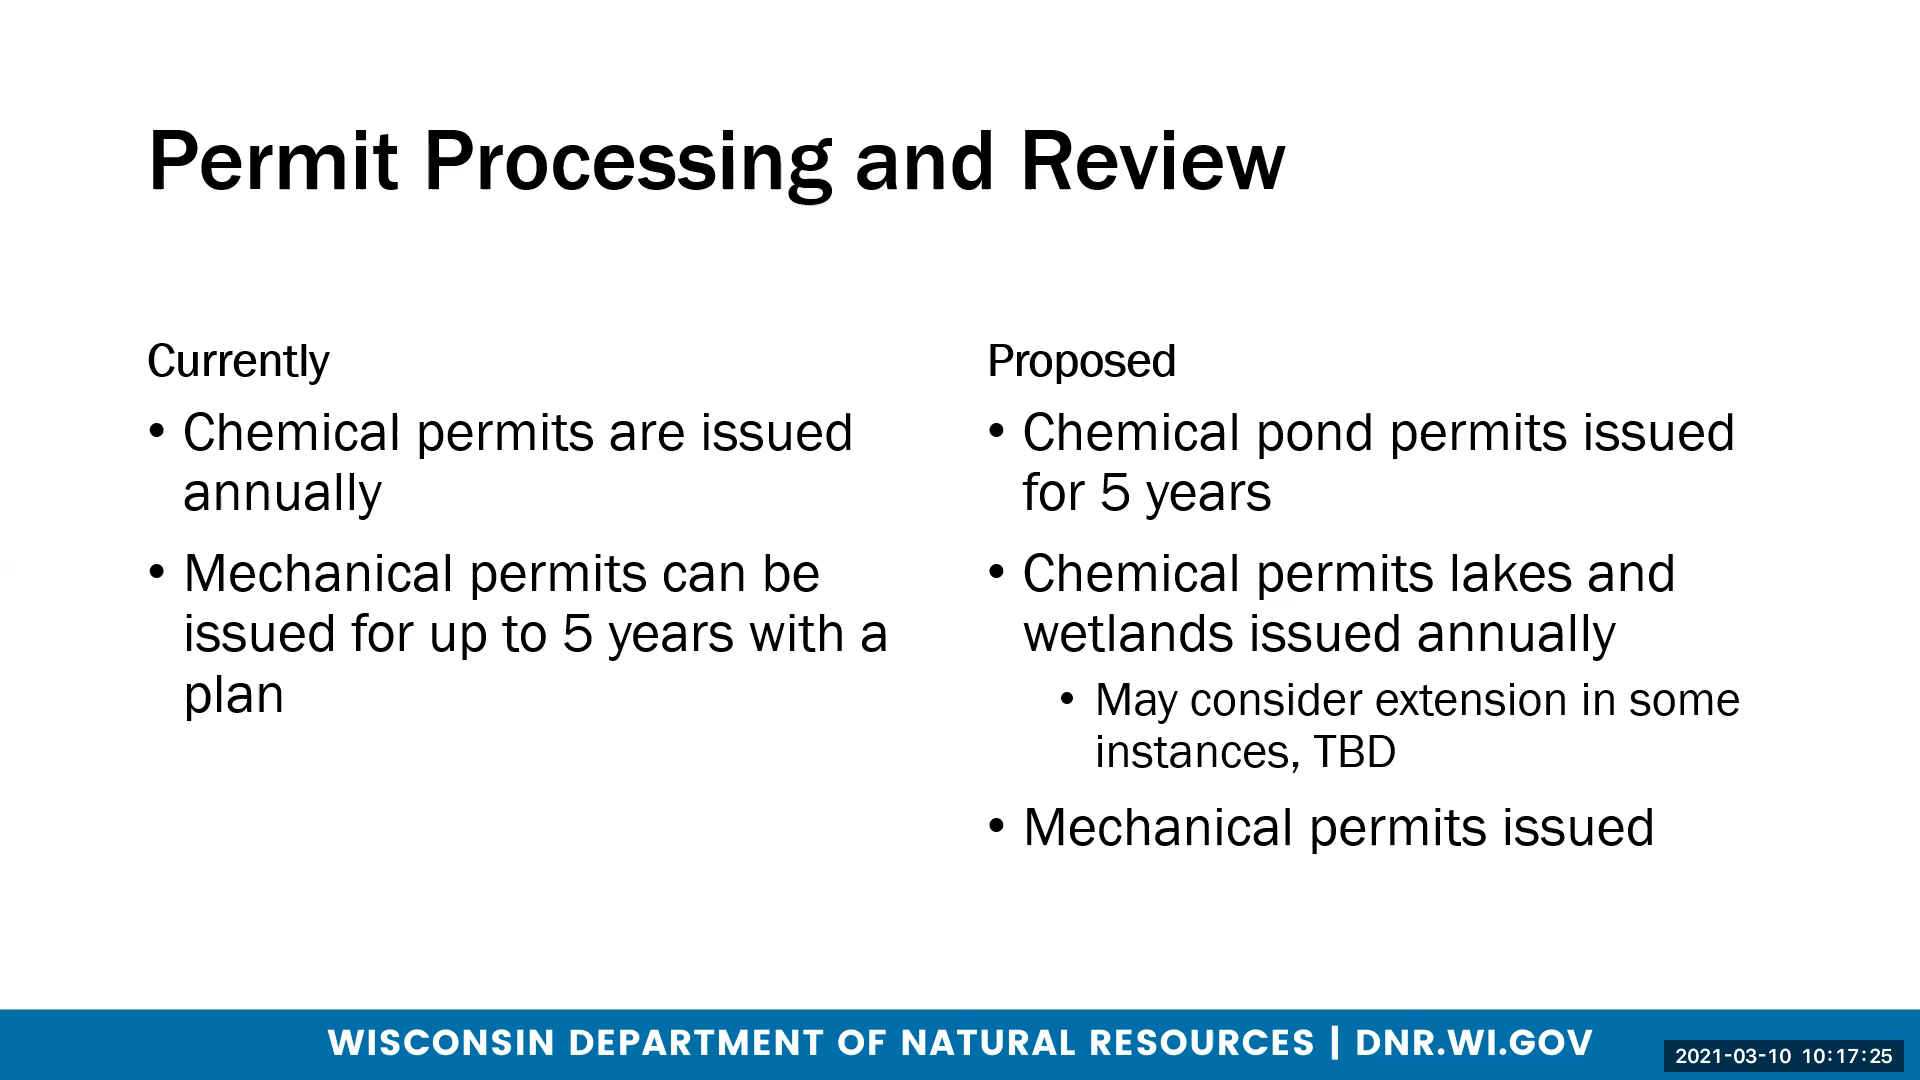 Permit Processing and Review
Currently
• Chemical permits are issued
annually
• Mechanical permits can be
issued for up to 5 years with a
plan
Proposed
• Chemical pond permits issued
for 5 years
• Chemical permits lakes and
wetlands issued annually
• May consider extension in some
instances, TBD
• Mechanical permits issued
WISCONSIN DEPARTMENT OF NATURAL RESOURCES | DNR.WI.GOV
2021-03-10 10:17:25